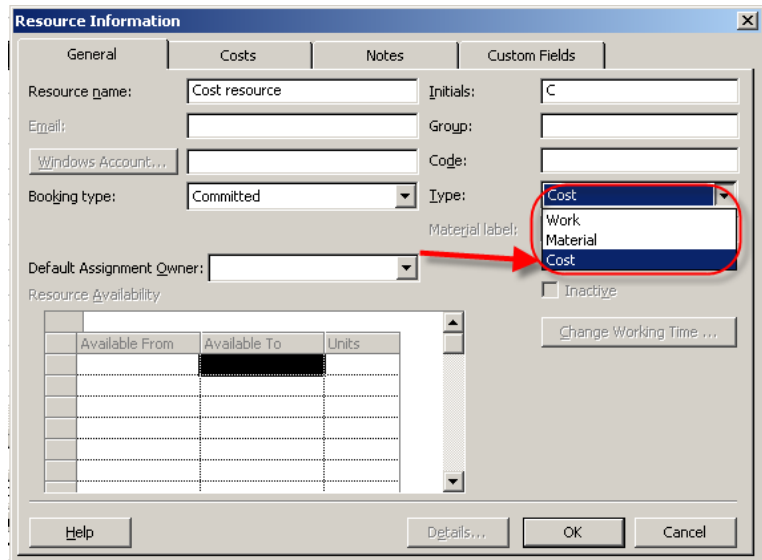 Resource Information
General Costs Notes Custom Fields
Resource name: Cost resource Initials: C
Email: Group:
Windows Account... Code:
Booking type: Committed Type: Cost
Work
Material label: Material
Default Assignment Owner: Cost
Resource Availability Inactive
Change Working Time ...
Available From Available To Units
Help Details... OK Cancel